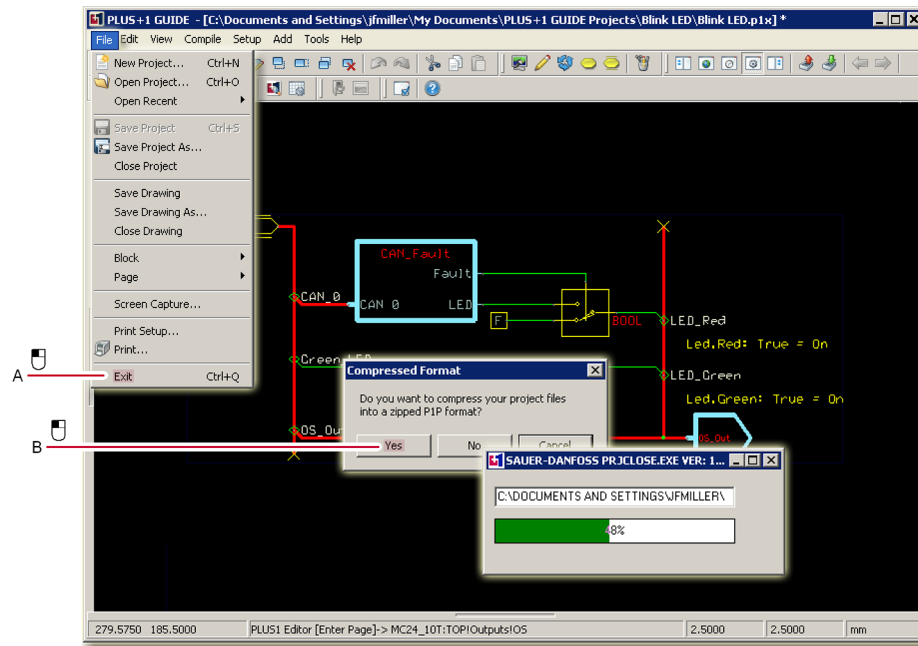 PLUS+1 GUIDE - [C:\Documents and Settings\jfmiller\My Documents\PLUS+1 GUIDE Projects\Blink LED\Blink LED.p1x] *
File Edit View Compile Setup Add Tools Help
New Project... Ctrl+N
Open Project... Ctrl+O
Open Recent
Save Project Ctrl+S
Save Project As...
Close Project
Save Drawing
Save Drawing As...
Close Drawing
Block
Page
Screen Capture...
Print Setup...
Print...
Exit Ctrl+Q
A
B
CAN_Fault
Fault
CAN_0
CAN 0
LED
F
BOOL
LED_Red
Led.Red: True = On
LED_Green
Led.Green: True = On
OS_Out
Compressed Format
Do you want to compress your project files
into a zipped P1P format?
Yes No Cancel
SAUER-DANFOSS PRJCLOSE.EXE VER: 1...
C:\DOCUMENTS AND SETTINGS\JFMILLER\
48%
279.5750 185.5000 PLUS1 Editor [Enter Page]-> MC24_10T:TOP!Outputs!OS 2.5000 2.5000 mm